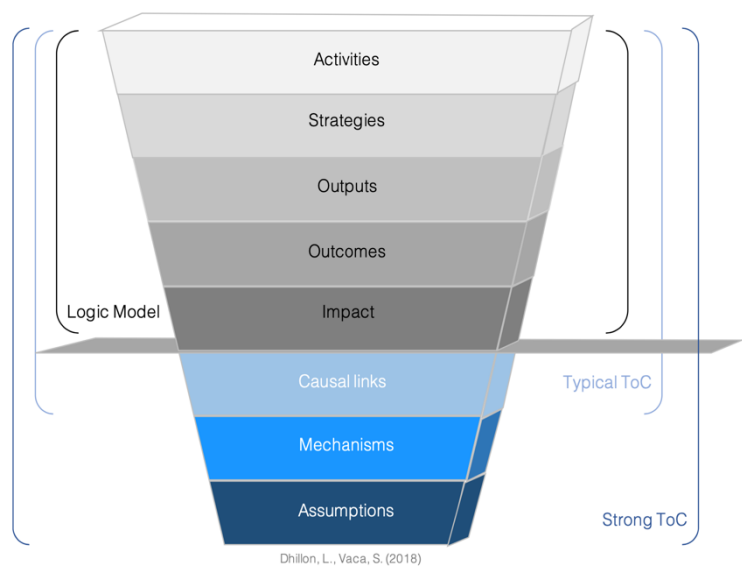 Activities
Strategies
Outputs
Outcomes
Logic Model
Impact
Causal links
Typical ToC
Mechanisms
Assumptions
Strong ToC
Dhillon, L., Vaca, S. (2018)